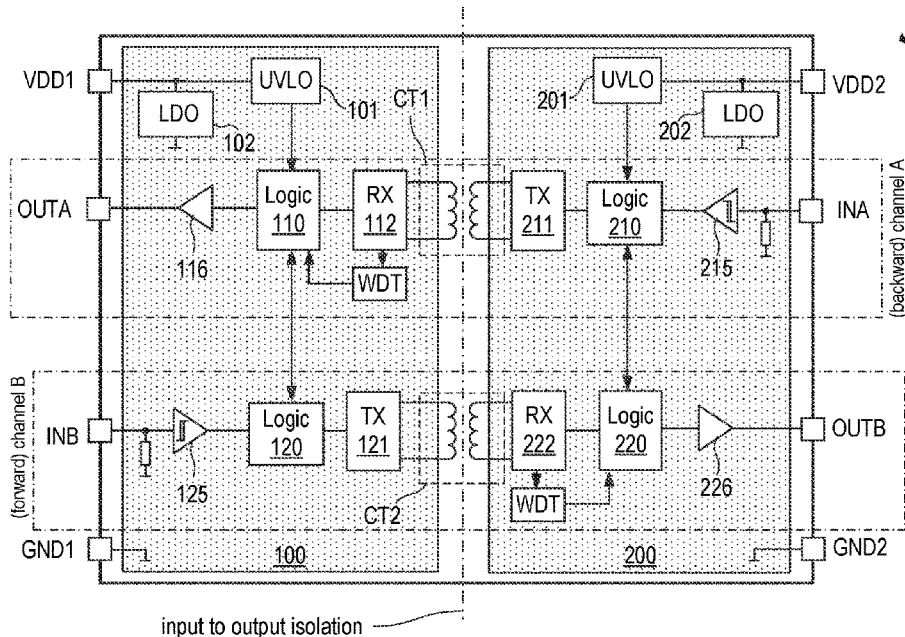 VDD1
UVLO
LDO
101
102
CT1
UVLO
201
LDO
202
VDD2
OUTA
116
Logic
110
RX
112
WDT
TX
211
Logic
210
215
INA
(backward) channel A
(forward) channel B
INB
125
Logic
120
TX
121
CT2
RX
222
WDT
Logic
220
226
OUTB
GND1
100
200
GND2
input to output isolation